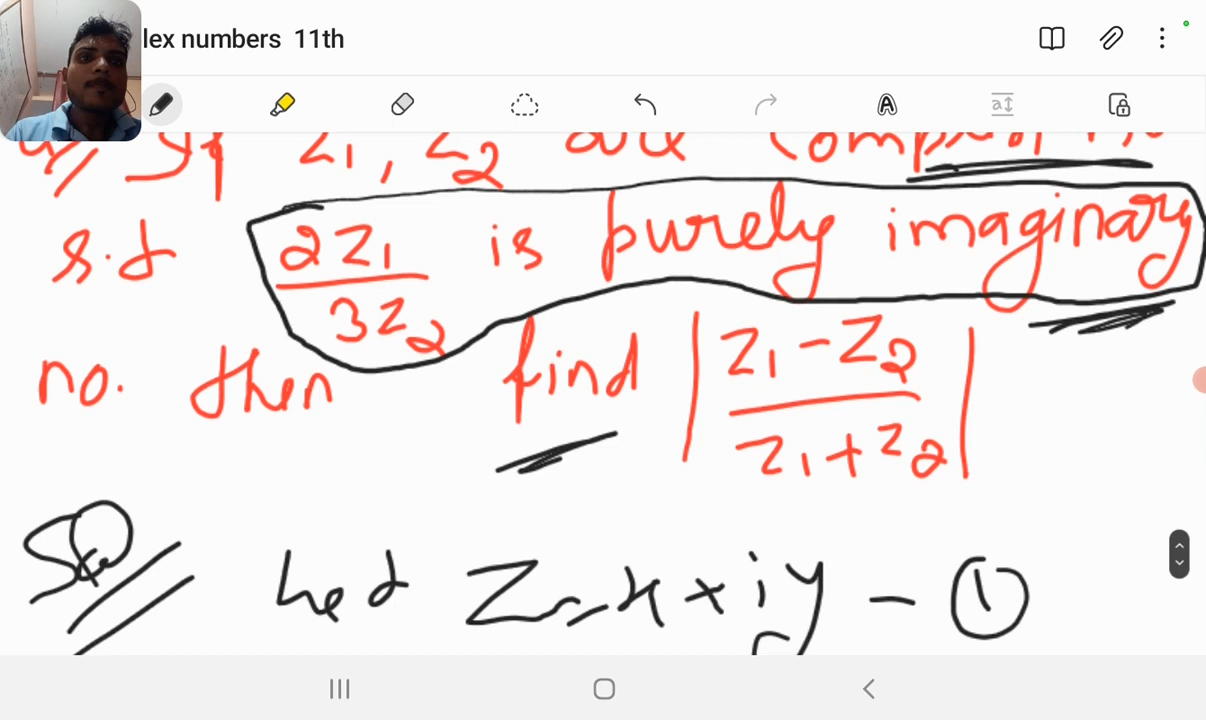 lex numbers 11th
If Z1, Z2 are
s.t 2Z1/3Z2 is purely imaginary
no. then find |Z1-Z2/Z1+Z2|
Sol
let Z = x + iy - ①